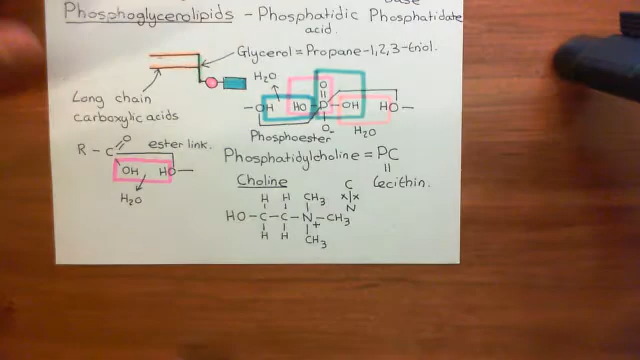 base
Phosphoglycerolipids - Phosphatidic Phosphatidate
acid.
Glycerol = Propane-1,2,3-triol.
Long chain
carboxylic acids
H₂O
O
-OH HO-P-OH HO-
O-
H₂O
Phosphoester
R-C=O ester link.
OH HO-
H₂O
Phosphatidylcholine = PC
Lecithin.
Choline
C
x|x
N
H H CH₃
HO-C-C-N-CH₃
+
H H CH₃